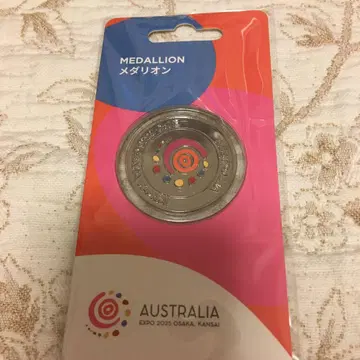 MEDALLION
メダリオン
AUSTRALIA
EXPO 2025 OSAKA, KANSAI